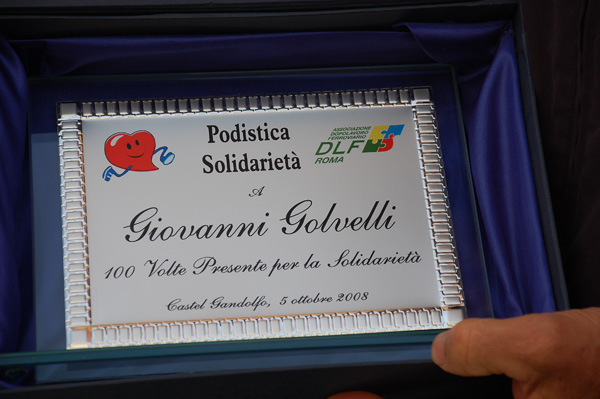 Podistica
Solidarietà
ASSOCIAZIONE
DOPOLAVORO
FERROVIARIO
DLF
ROMA
A
Giovanni Golvelli
100 Volte Presente per la Solidarietà
Castel Gandolfo, 5 ottobre 2008